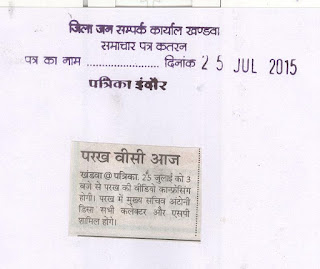 जिला जन सम्पर्क कार्याल खण्डवा
समाचार पत्र कतरन
पत्र का नाम ........................ दिनांक 25 JUL 2015
पत्रिका इंदौर
परख वीसी आज
खंडवा @ पत्रिका. 25 जुलाई को 3
बजे से परख की वीडियो कान्फ्रेसिंग
होगी। परख में मुख्य सचिव अंटोनी
डिसा सभी कलेक्टर और एसपी
शामिल होंगे।